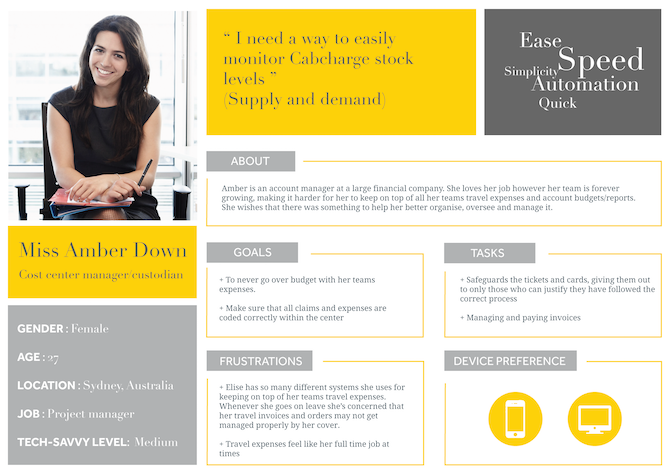 “ I need a way to easily
monitor Cabcharge stock
levels ”
(Supply and demand)
Ease
Speed
Simplicity
Automation
Quick
ABOUT
Amber is an account manager at a large financial company. She loves her job however her team is forever
growing, making it harder for her to keep on top of all her teams travel expenses and account budgets/reports.
She wishes that there was something to help her better organise, oversee and manage it.
Miss Amber Down
Cost center manager/custodian
GENDER : Female
AGE : 27
LOCATION : Sydney, Australia
JOB : Project manager
TECH-SAVVY LEVEL: Medium
GOALS
+ To never go over budget with her teams
expenses.
+ Make sure that all claims and expenses are
coded correctly within the center
TASKS
+ Safeguards the tickets and cards, giving them out
to only those who can justify they have followed the
correct process
+ Managing and paying invoices
FRUSTRATIONS
+ Elise has so many different systems she uses for
keeping on top of her teams travel expenses.
Whenever she goes on leave she's concerned that
her travel invoices and orders may not get
managed properly by her cover.
+ Travel expenses feel like her full time job at
times
DEVICE PREFERENCE